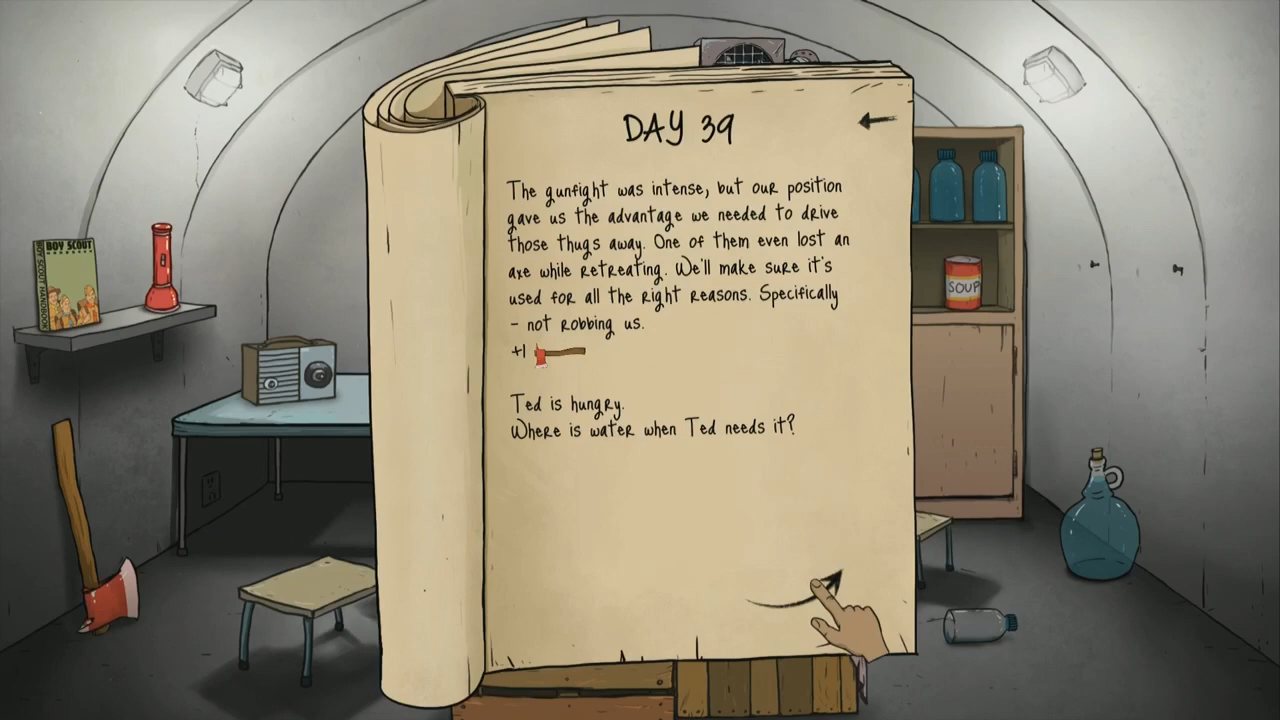 DAY 39
The gunfight was intense, but our position
gave us the advantage we needed to drive
those thugs away. One of them even lost an
axe while retreating. We'll make sure it's
used for all the right reasons. Specifically
- not robbing us.
+1
Ted is hungry.
Where is water when Ted needs it?
BOY SCOUT
BOY SCOUT HANDBOOK
SOUP